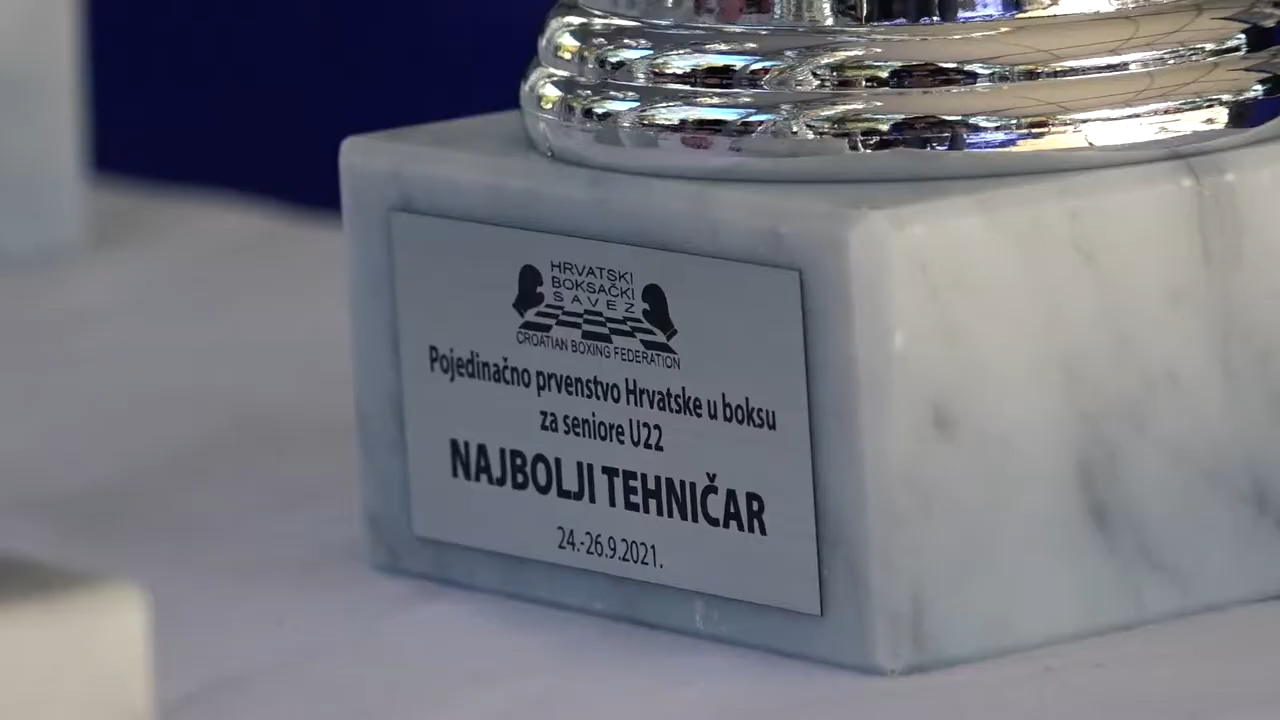 HRVATSKI
BOKSAČKI
SAVEZ
CROATIAN BOXING FEDERATION
Pojedinačno prvenstvo Hrvatske u boksu
za seniore U22
NAJBOLJI TEHNIČAR
24.-26.9.2021.